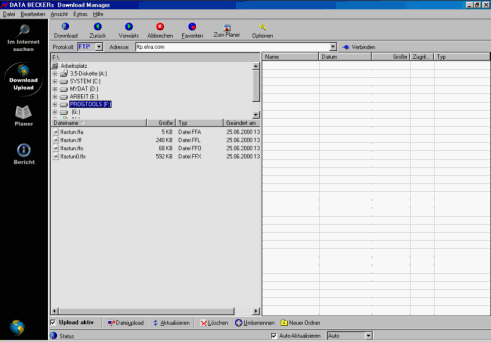 DATA BECKERs Download Manager
Datei Bearbeiten Ansicht Extras Hilfe
Download Zurück Vorwärts Abbrechen Favoriten Zum Planer Optionen
Im Internet suchen
Protokoll: FTP Adresse: ftp.elsa.com Verbinden
F:\
Name Datum Größe Zugrif... Typ
Arbeitsplatz
3,5-Diskette (A:)
SYSTEM (C:)
MYDAT (D:)
ARBEIT (E:)
PROGTOOLS (F:)
(G:)
Download Upload
Planer
Bericht
Dateiname Größe Typ Geändert am
ffastun.ffa 5 KB Datei FFA 25.06.2000 13
ffastun.ffl 240 KB Datei FFL 25.06.2000 13
ffastun.ffo 68 KB Datei FFO 25.06.2000 13
ffastun0.ffx 592 KB Datei FFX 25.06.2000 13
Upload aktiv Dateiupload Aktualisieren Löschen Umbenennen Neuer Ordner
Status Auto-Aktualisieren Auto